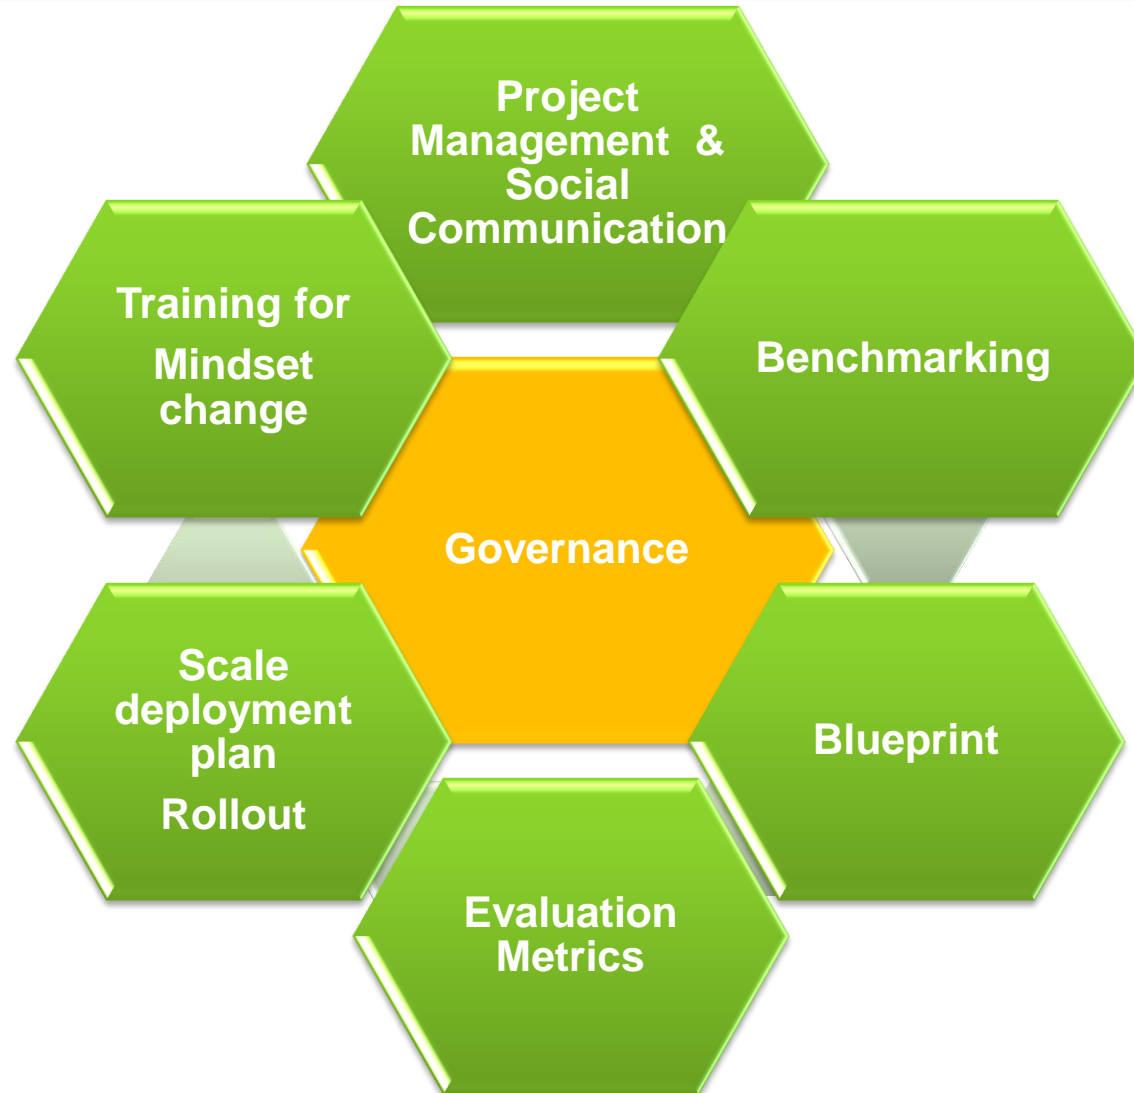 Project
Management & 
Social
Communication
Training for
Mindset
change
Benchmarking
Governance
Scale
deployment
plan
Rollout
Blueprint
Evaluation
Metrics